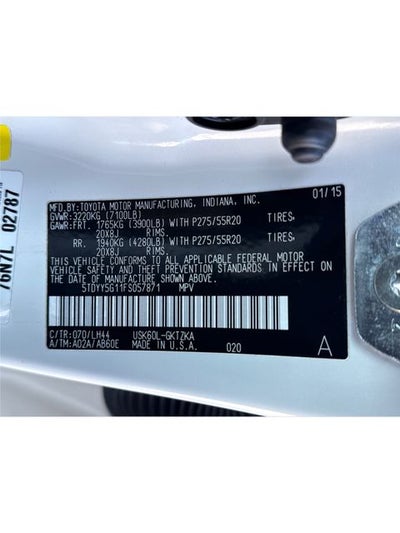 76N7L 02787
MFD.BY:TOYOTA MOTOR MANUFACTURING, INDIANA, INC. 01/15
GVWR:3220KG (7100LB)
GAWR:FRT. 1765KG (3900LB) WITH P275/55R20 TIRES,
20X8J RIMS,
RR. 1940KG (4280LB) WITH P275/55R20 TIRES,
20X8J RIMS.
THIS VEHICLE CONFORMS TO ALL APPLICABLE FEDERAL
MOTOR VEHICLE SAFETY AND THEFT PREVENTION STANDARDS
IN EFFECT ON THE DATE OF MANUFACTURE SHOWN ABOVE.
5TDYY5G11FS057871 MPV
C/TR:070/LH44 USK60L-GKTZKA
A/TM:A02A/AB60E MADE IN U.S.A. 020 A